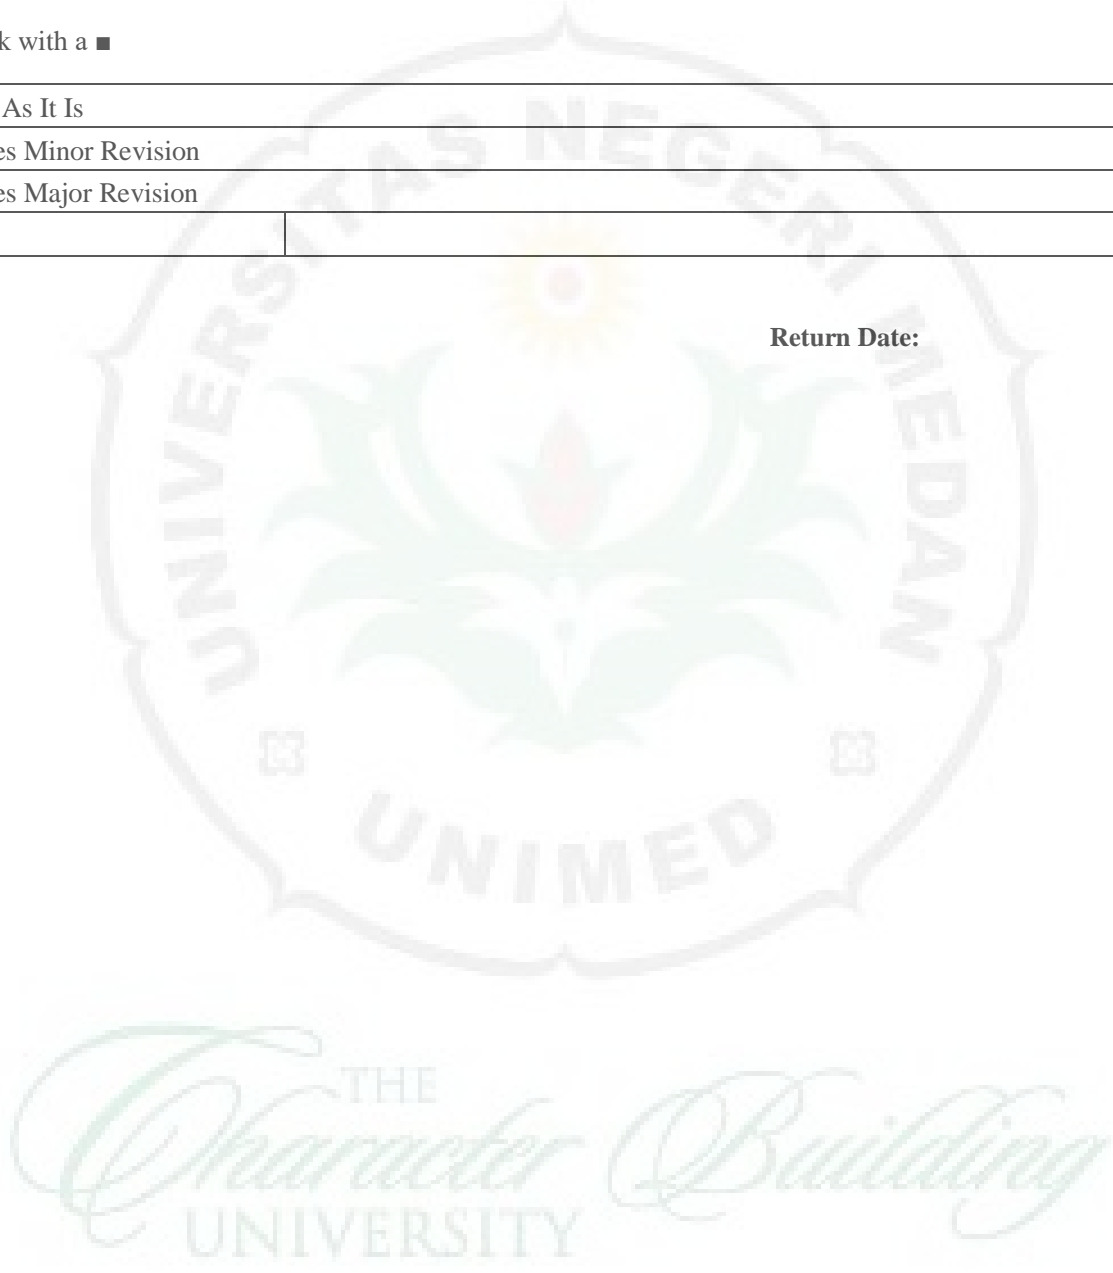 k with a ■
As It Is
es Minor Revision
es Major Revision
Return Date:
UNIVERSITAS NEGERI MEDAN
UNIMED
THE
Character Building
UNIVERSITY